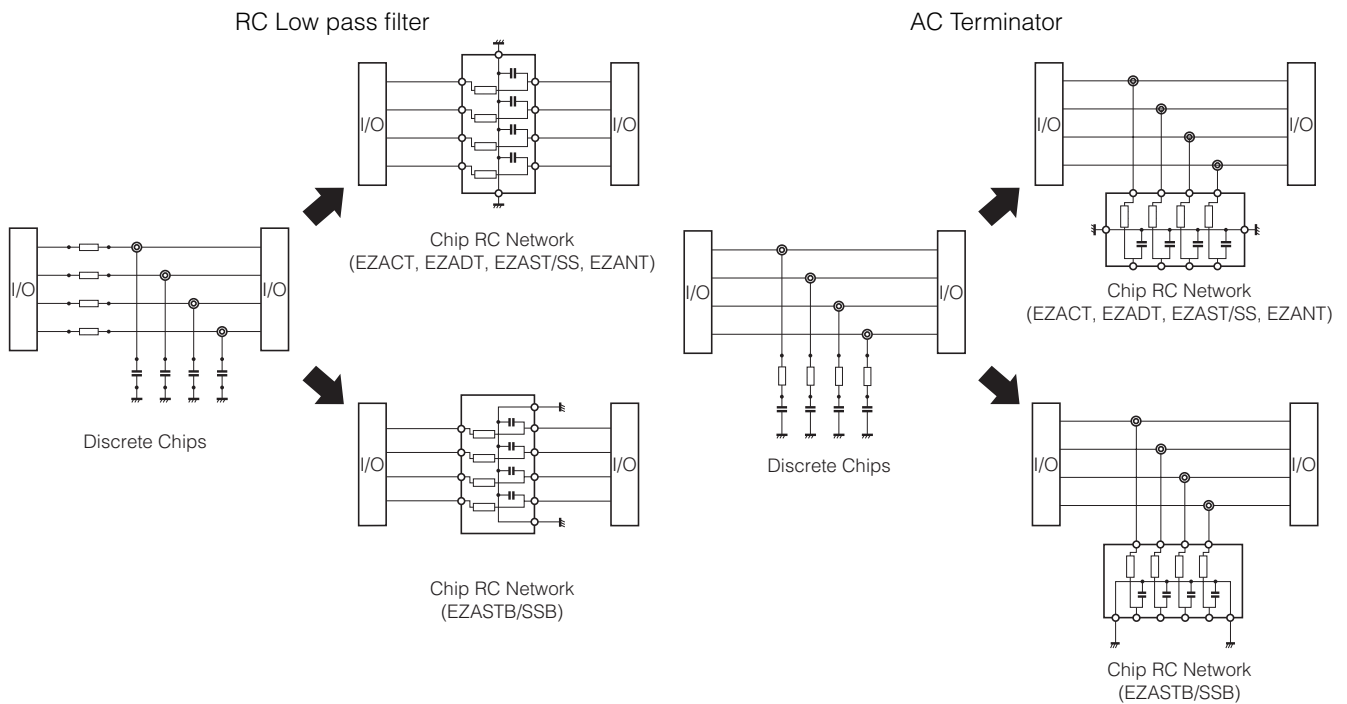 RC Low pass filter
I/O
I/O
Discrete Chips
I/O
I/O
Chip RC Network
(EZACT, EZADT, EZAST/SS, EZANT)
I/O
I/O
Chip RC Network
(EZASTB/SSB)
AC Terminator
I/O
I/O
Discrete Chips
I/O
I/O
Chip RC Network
(EZACT, EZADT, EZAST/SS, EZANT)
I/O
I/O
Chip RC Network
(EZASTB/SSB)